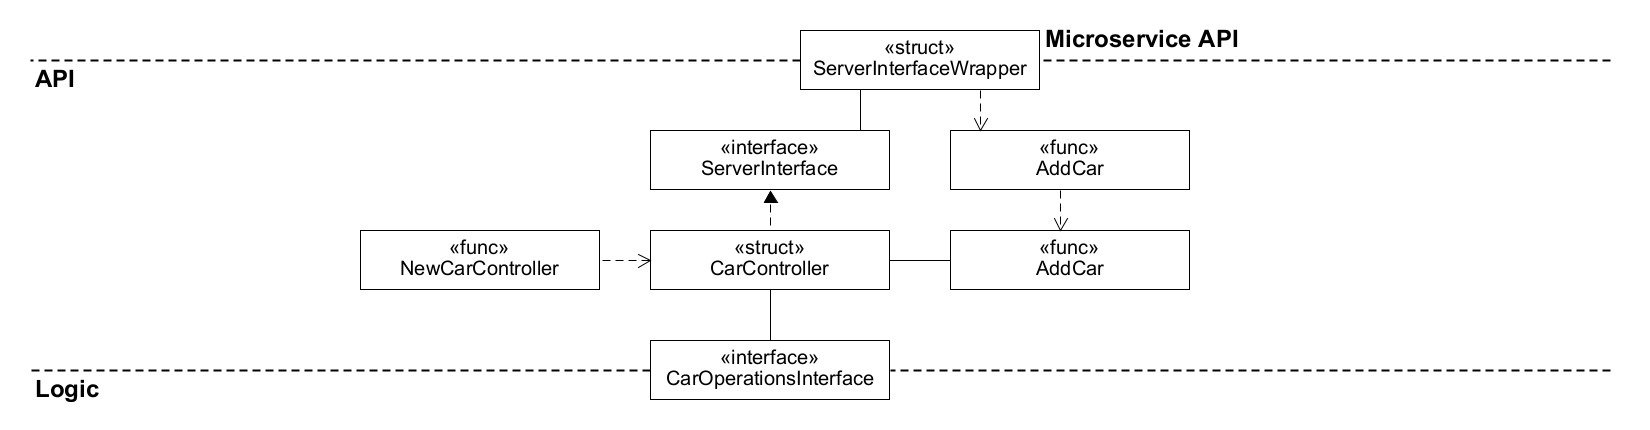 «struct»
ServerInterfaceWrapper
Microservice API
API
«interface»
ServerInterface
«func»
AddCar
«func»
NewCarController
«struct»
CarController
«func»
AddCar
«interface»
CarOperationsInterface
Logic